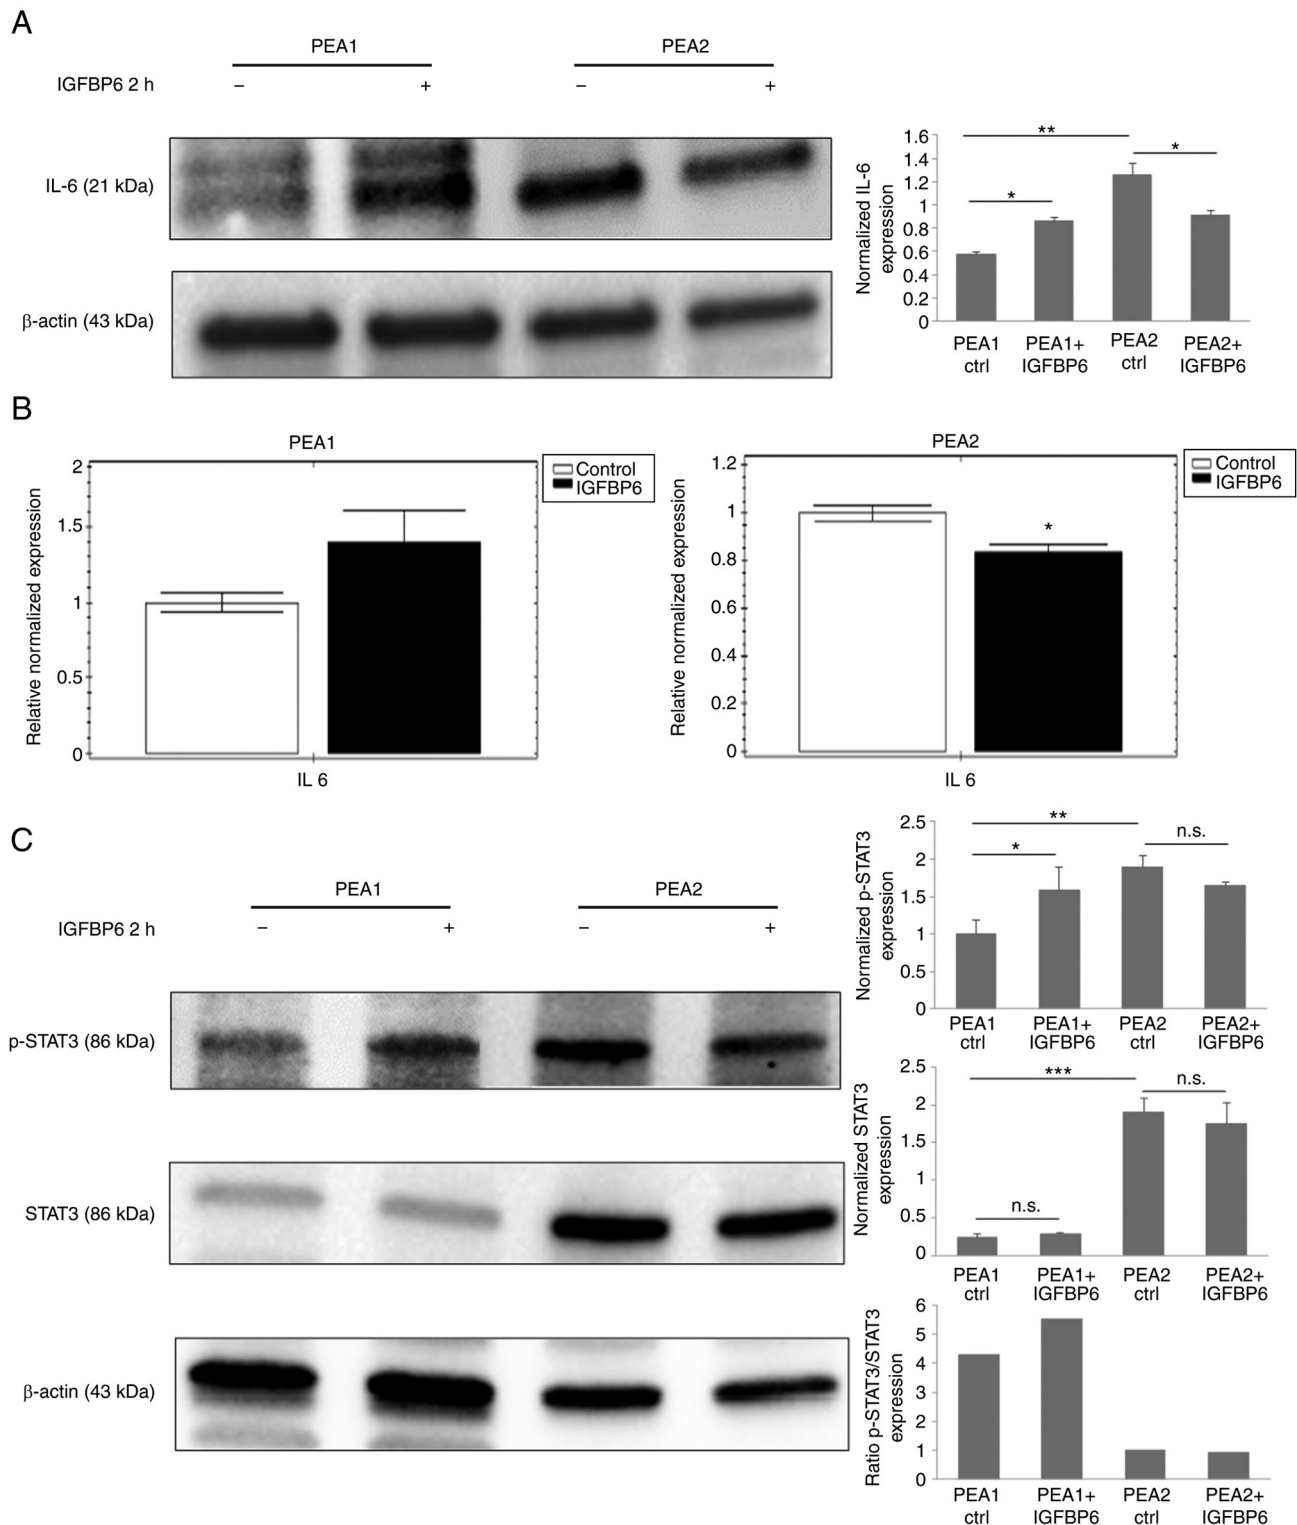 A
PEA1
PEA2
IGFBP6 2 h
– + – +
IL-6 (21 kDa)
β-actin (43 kDa)
Normalized IL-6
expression
1.6
1.4
1.2
1
0.8
0.6
0.4
0.2
0
**
*
*
PEA1
ctrl
PEA1+
IGFBP6
PEA2
ctrl
PEA2+
IGFBP6
B
PEA1
Relative normalized expression
2
1.5
1
0.5
0
Control
IGFBP6
IL 6
PEA2
Relative normalized expression
1.2
1
0.8
0.6
0.4
0.2
0
*
Control
IGFBP6
IL 6
C
PEA1
PEA2
IGFBP6 2 h
– + – +
p-STAT3 (86 kDa)
STAT3 (86 kDa)
β-actin (43 kDa)
Normalized p-STAT3
expression
2.5
2
1.5
1
0.5
0
**
*
n.s.
PEA1
ctrl
PEA1+
IGFBP6
PEA2
ctrl
PEA2+
IGFBP6
Normalized STAT3
expression
2.5
2
1.5
1
0.5
0
***
n.s.
n.s.
PEA1
ctrl
PEA1+
IGFBP6
PEA2
ctrl
PEA2+
IGFBP6
Ratio p-STAT3/STAT3
expression
6
5
4
3
2
1
0
PEA1
ctrl
PEA1+
IGFBP6
PEA2
ctrl
PEA2+
IGFBP6